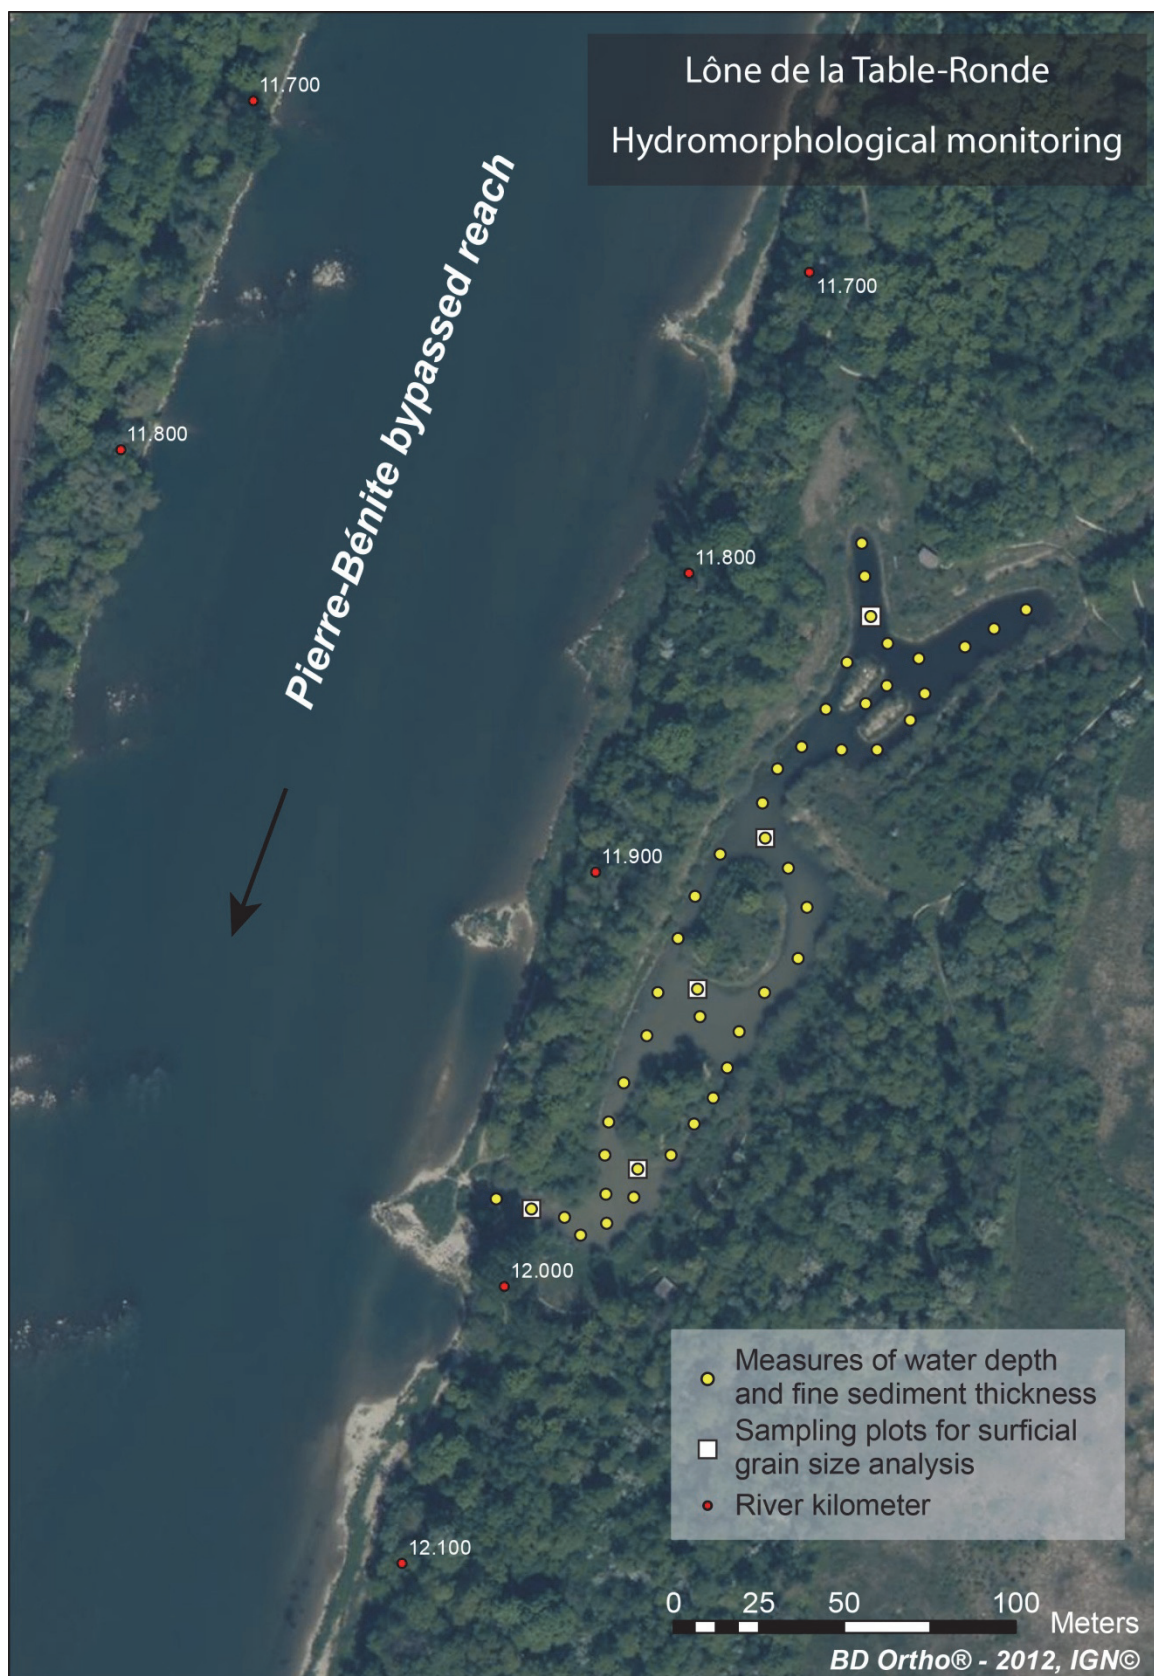 Lône de la Table-Ronde
Hydromorphological monitoring
11.700
11.700
Pierre-Bénite bypassed reach
11.800
11.800
11.900
12.000
12.100
Measures of water depth
and fine sediment thickness
Sampling plots for surficial
grain size analysis
River kilometer
0 25 50 100
Meters
BD Ortho® - 2012, IGN©